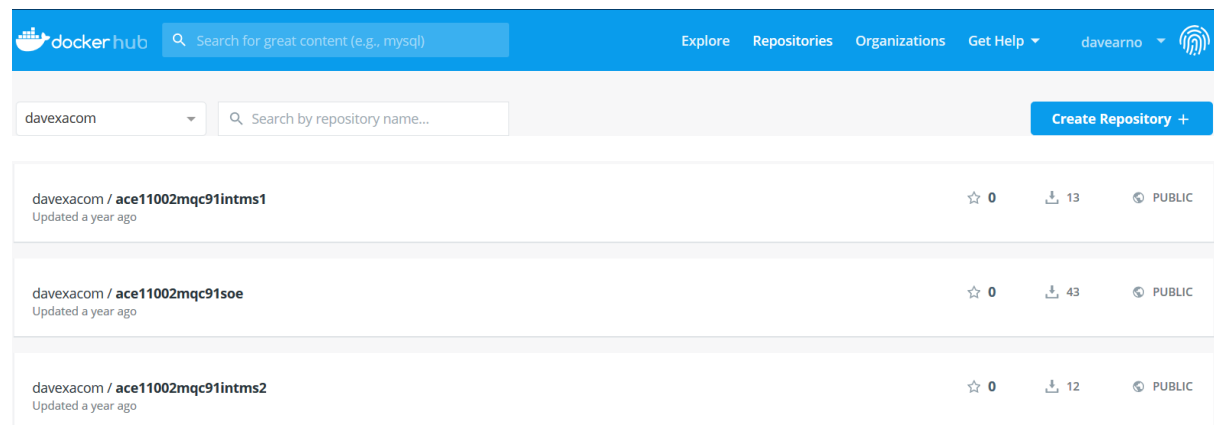 docker hub Search for great content (e.g., mysql) Explore Repositories Organizations Get Help davearno
davexacom Search by repository name... Create Repository +
davexacom / ace11002mqc91intms1 0 13 PUBLIC
Updated a year ago
davexacom / ace11002mqc91soe 0 43 PUBLIC
Updated a year ago
davexacom / ace11002mqc91intms2 0 12 PUBLIC
Updated a year ago